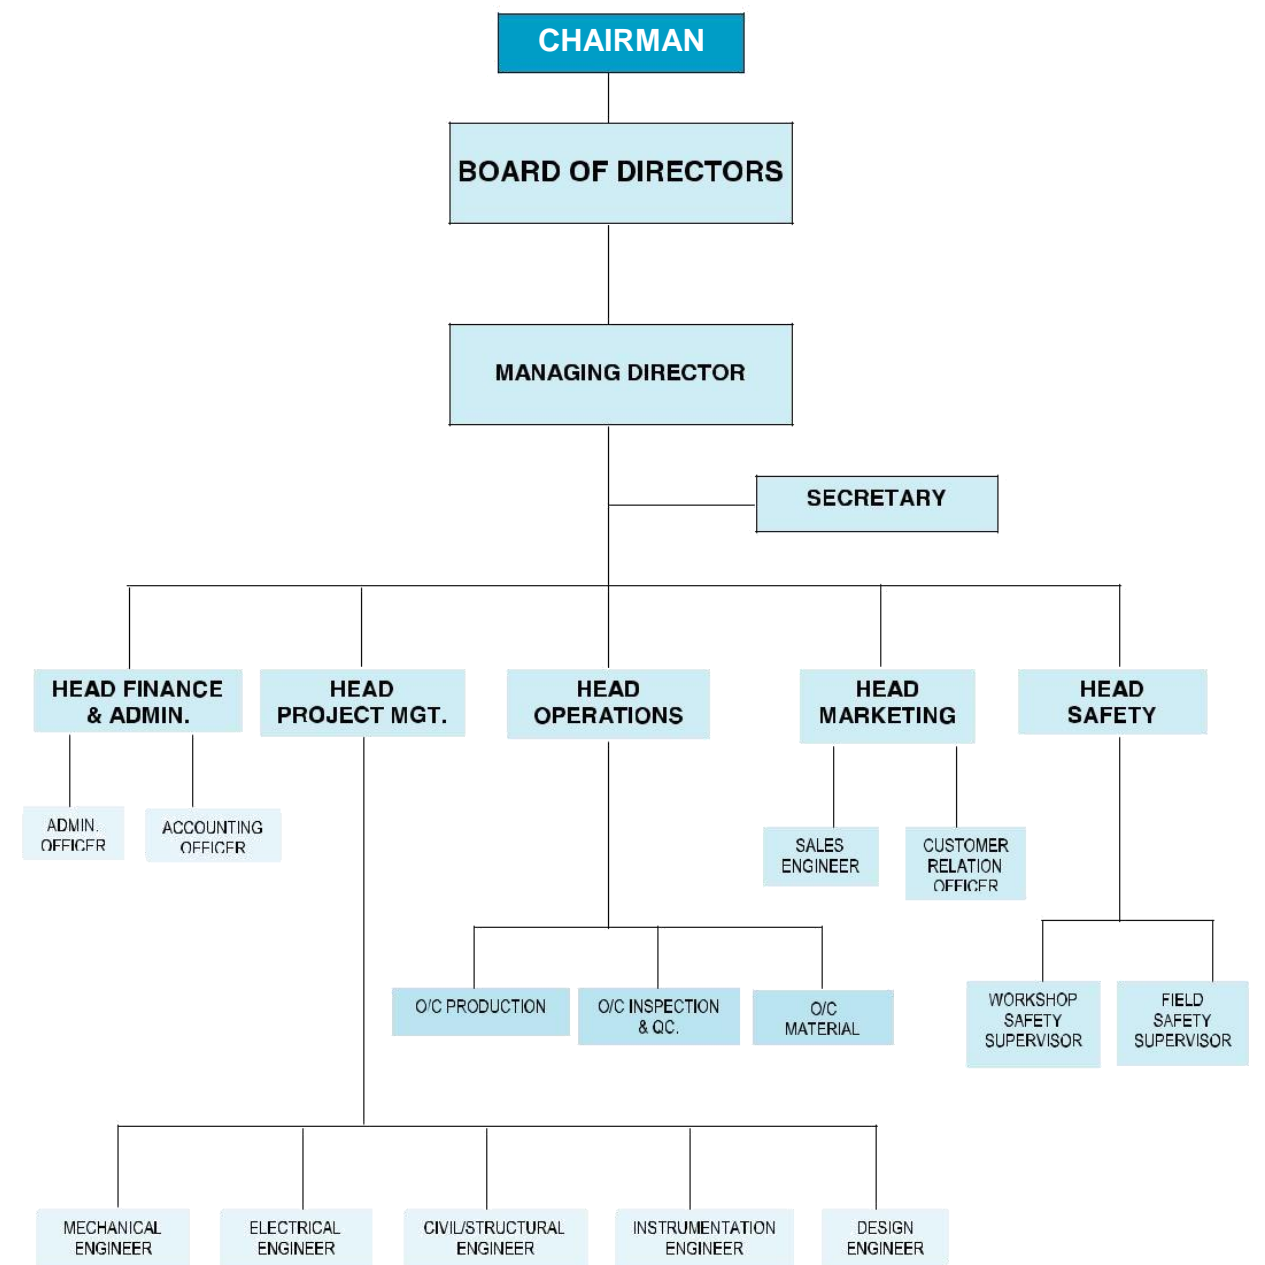 CHAIRMAN
BOARD OF DIRECTORS
MANAGING DIRECTOR
SECRETARY
HEAD FINANCE
& ADMIN.
HEAD
PROJECT MGT.
HEAD
OPERATIONS
HEAD
MARKETING
HEAD
SAFETY
ADMIN.
OFFICER
ACCOUNTING
OFFICER
SALES
ENGINEER
CUSTOMER
RELATION
OFFICER
O/C PRODUCTION
O/C INSPECTION
& QC.
O/C
MATERIAL
WORKSHOP
SAFETY
SUPERVISOR
FIELD
SAFETY
SUPERVISOR
MECHANICAL
ENGINEER
ELECTRICAL
ENGINEER
CIVIL/STRUCTURAL
ENGINEER
INSTRUMENTATION
ENGINEER
DESIGN
ENGINEER